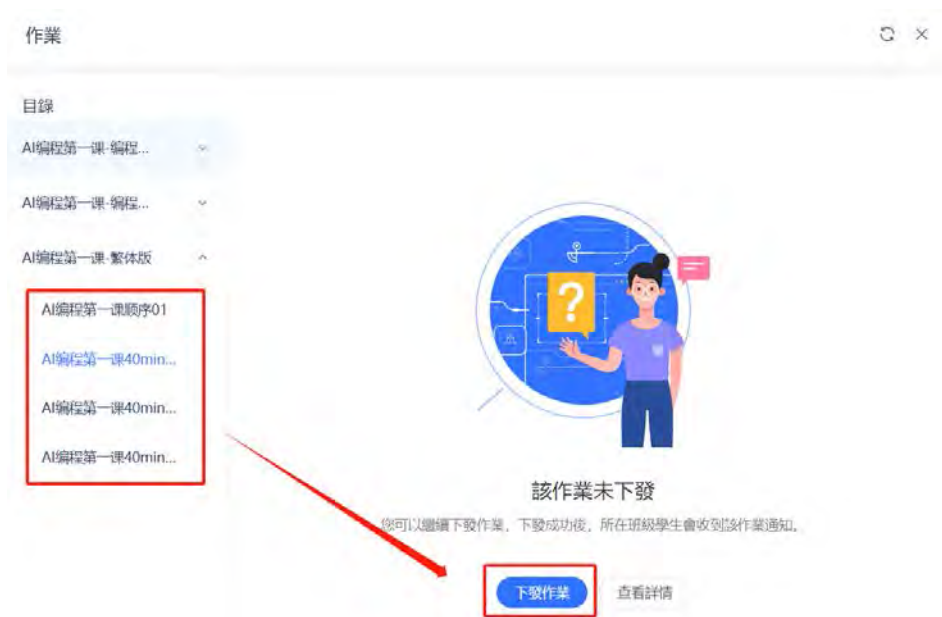 作業
目錄
AI编程第一课-编程...
AI编程第一课-编程...
AI编程第一课-繁体版
AI编程第一课顺序01
AI编程第一课40min...
AI编程第一课40min...
AI编程第一课40min...
?
該作業未下發
您可以繼續下發作業，下發成功後，所在班級學生會收到該作業通知。
下發作業
查看詳情